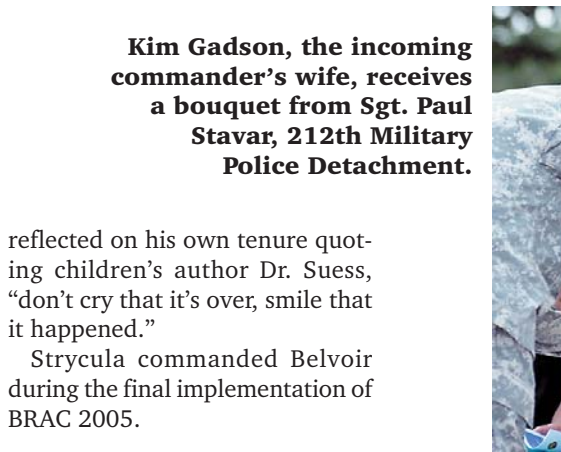 Kim Gadson, the incoming
commander’s wife, receives
a bouquet from Sgt. Paul
Stavar, 212th Military
Police Detachment.
reflected on his own tenure quot-
ing children’s author Dr. Suess,
“don’t cry that it’s over, smile that
it happened.”
Strycula commanded Belvoir
during the final implementation of
BRAC 2005.